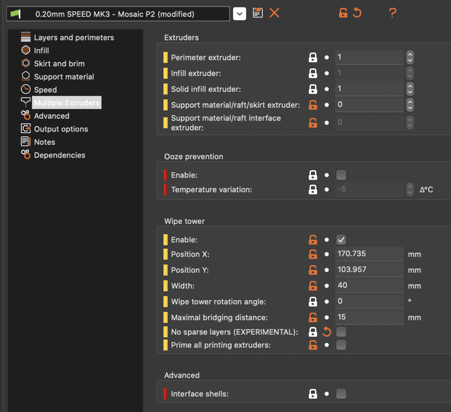 0.20mm SPEED MK3 - Mosaic P2 (modified)
?
Layers and perimeters
Infill
Skirt and brim
Support material
Speed
Multiple Extruders
Advanced
Output options
Notes
Dependencies
Extruders
Perimeter extruder: 1
Infill extruder: 1
Solid infill extruder: 1
Support material/raft/skirt extruder: 0
Support material/raft interface
extruder: 0
Ooze prevention
Enable:
Temperature variation: -5 Δ°C
Wipe tower
Enable:
Position X: 170.735 mm
Position Y: 103.957 mm
Width: 40 mm
Wipe tower rotation angle: 0 °
Maximal bridging distance: 15 mm
No sparse layers (EXPERIMENTAL):
Prime all printing extruders:
Advanced
Interface shells: